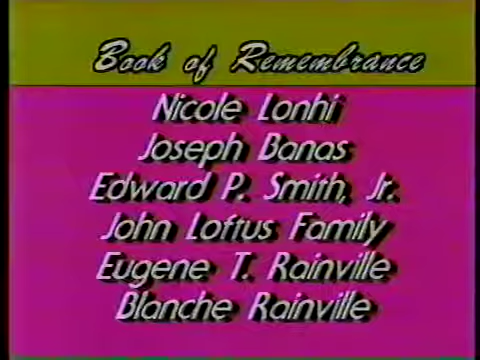 Book of Remembrance
Nicole Lonhi
Joseph Banas
Edward P. Smith, Jr.
John Loftus Family
Eugene T. Rainville
Blanche Rainville